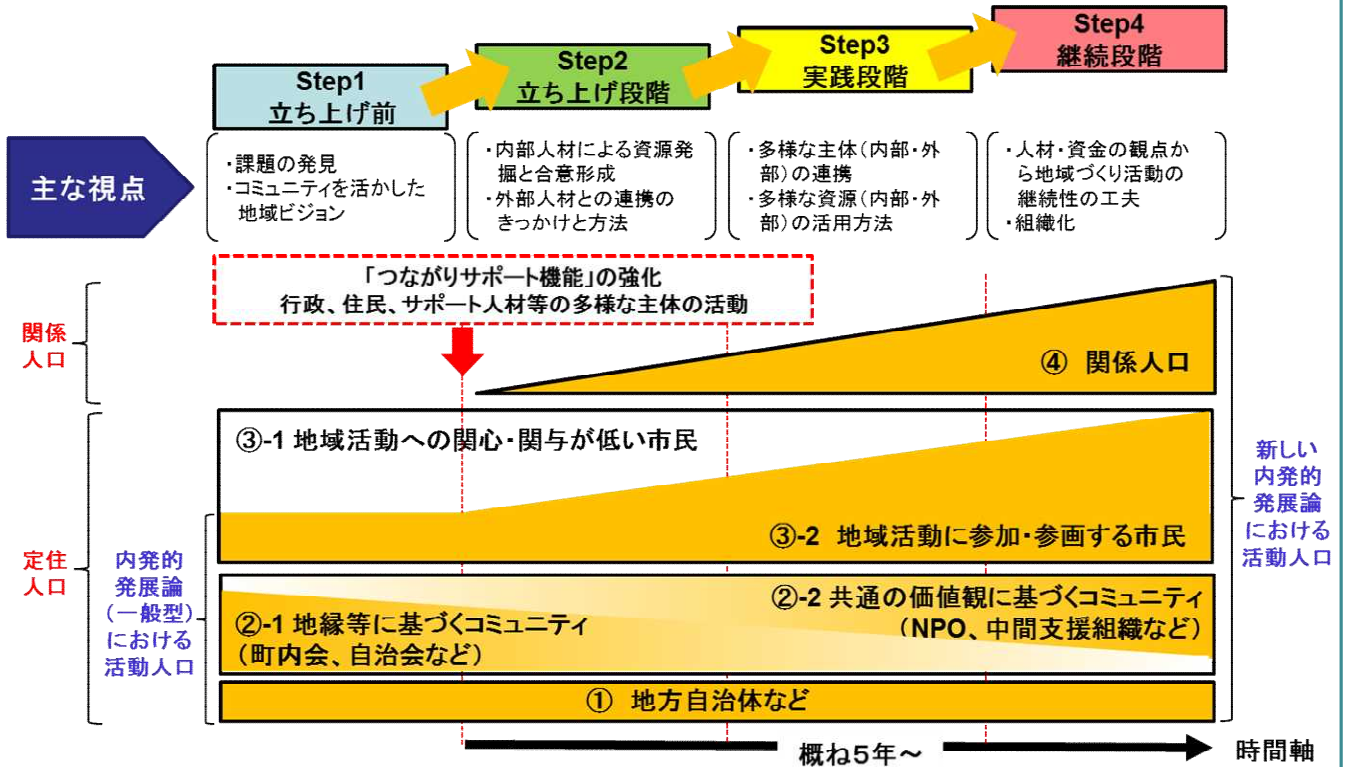 Step1
立ち上げ前
Step2
立ち上げ段階
Step3
実践段階
Step4
継続段階
主な視点
・課題の発見
・コミュニティを活かした
地域ビジョン
・内部人材による資源発
掘と合意形成
・外部人材との連携の
きっかけと方法
・多様な主体(内部・外
部)の連携
・多様な資源(内部・外
部)の活用方法
・人材・資金の観点か
ら地域づくり活動の
継続性の工夫
・組織化
「つながりサポート機能」の強化
行政、住民、サポート人材等の多様な主体の活動
関係
人口
④ 関係人口
③-1 地域活動への関心・関与が低い市民
③-2 地域活動に参加・参画する市民
定住
人口
内発的
発展論
(一般型)
における
活動人口
②-1 地縁等に基づくコミュニティ
(町内会、自治会など)
②-2 共通の価値観に基づくコミュニティ
(NPO、中間支援組織など)
① 地方自治体など
新しい
内発的
発展論
における
活動人口
概ね5年~
時間軸